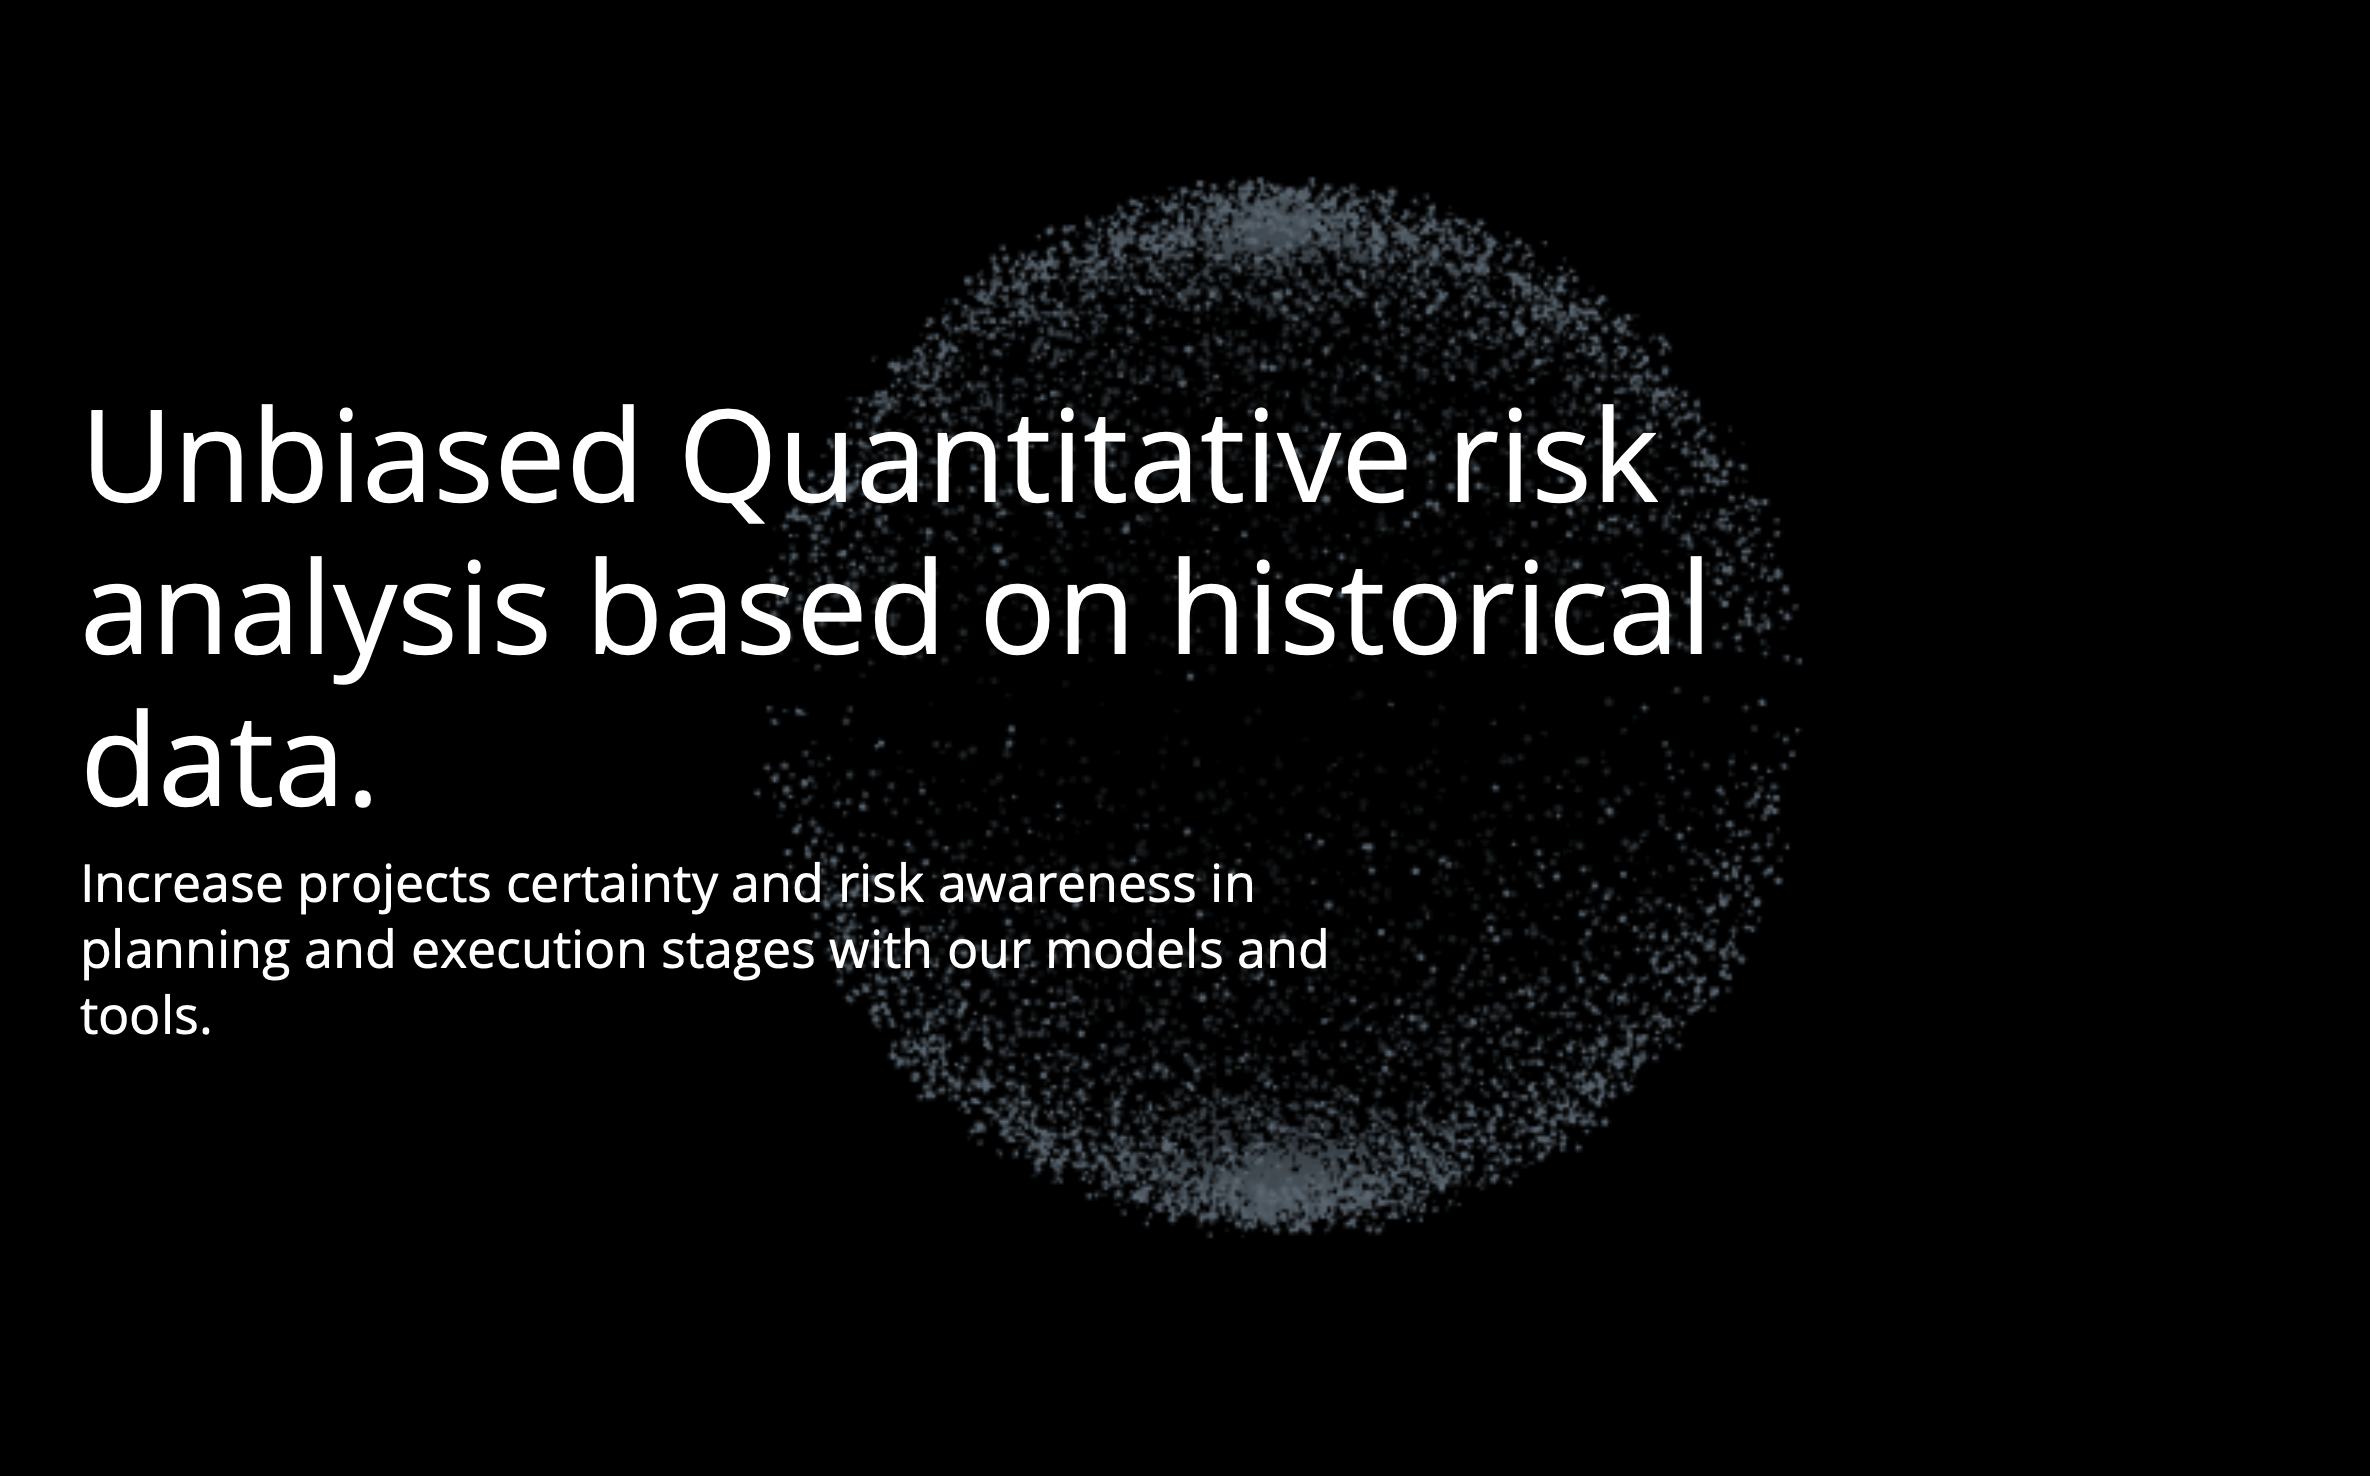 Unbiased Quantitative risk
analysis based on historical
data.
Increase projects certainty and risk awareness in
planning and execution stages with our models and
tools.